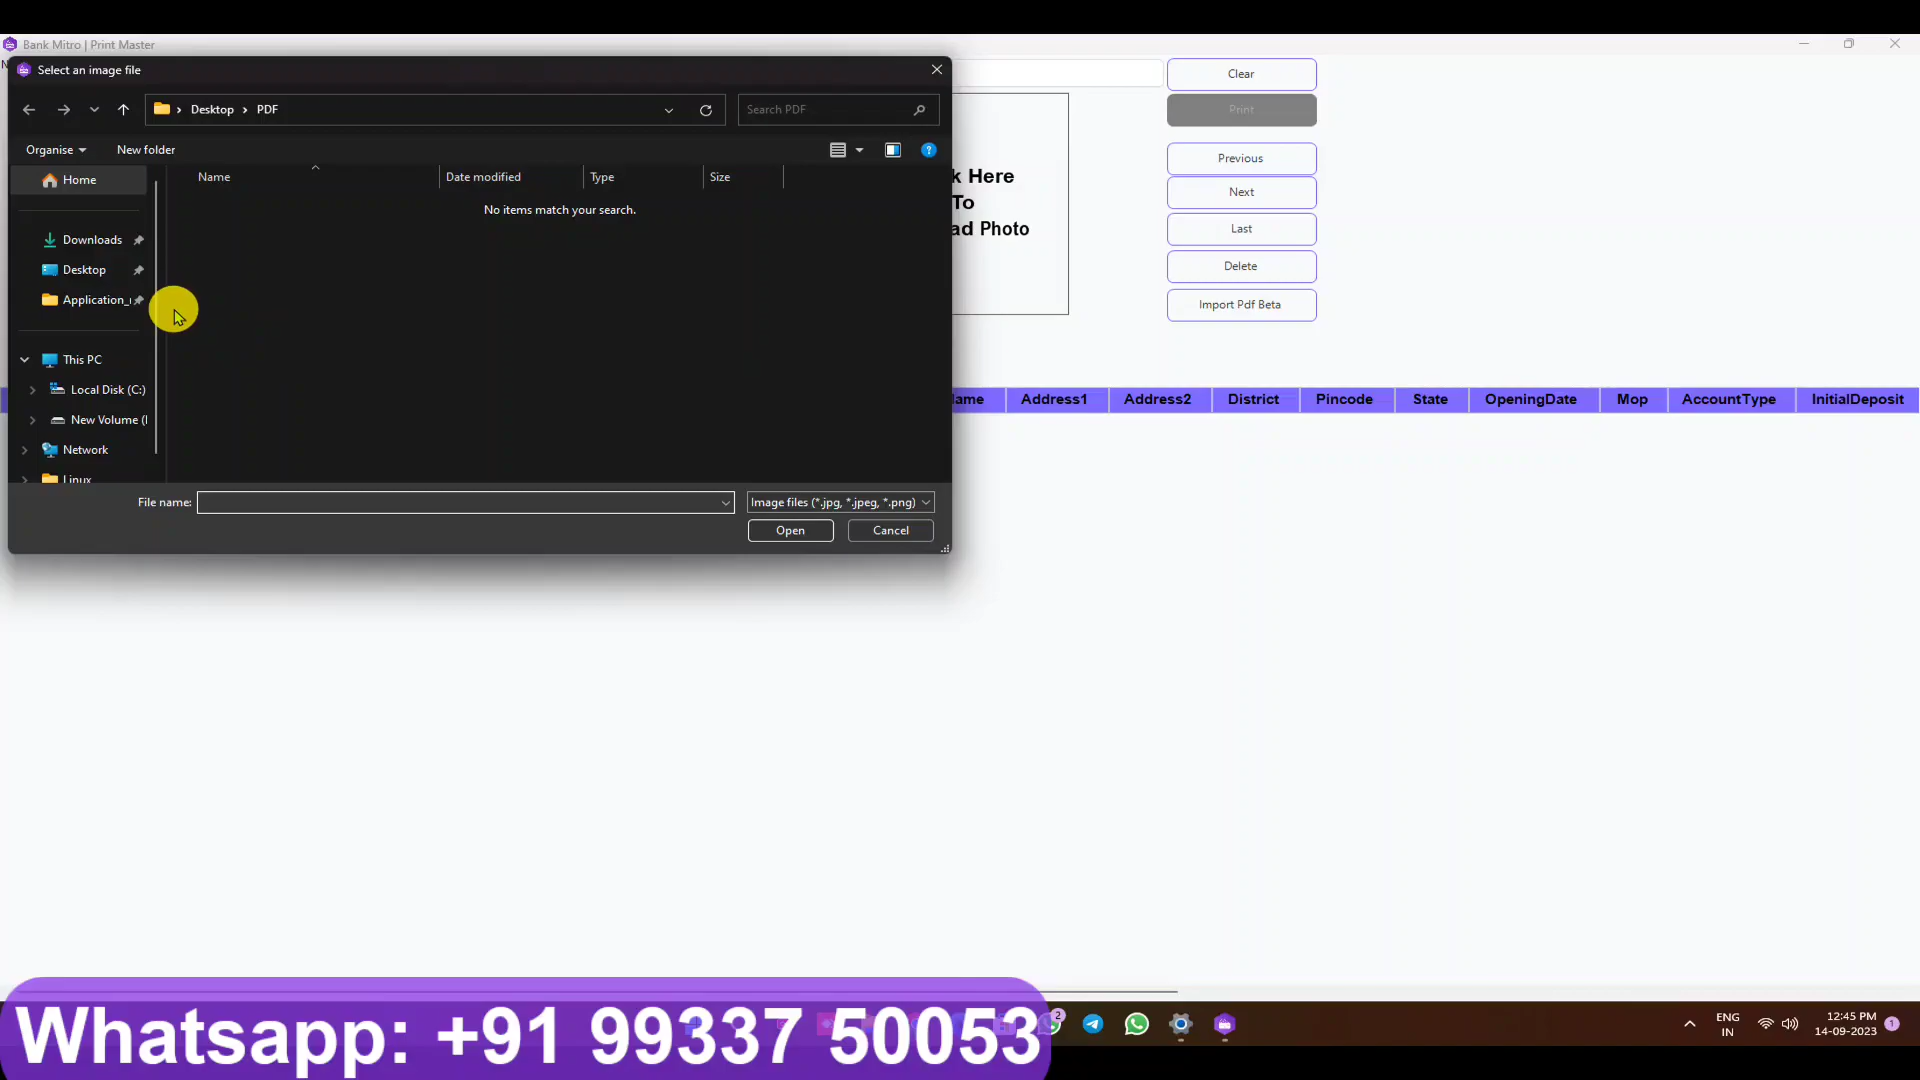 Bank Mitro | Print Master
Select an image file
Desktop
PDF
Search PDF
Organise
New folder
Home
Name
Date modified
Type
Size
No items match your search.
Downloads
Desktop
Application_
This PC
Local Disk (C:)
New Volume (
Network
Linux
File name:
Image files (*.jpg, *.jpeg, *.png)
Open
Cancel
k Here
To
ad Photo
Clear
Print
Previous
Next
Last
Delete
Import Pdf Beta
lame
Address1
Address2
District
Pincode
State
OpeningDate
Mop
AccountType
InitialDeposit
Whatsapp: +91 99337 50053
2
ENG
IN
12:45 PM
14-09-2023
1